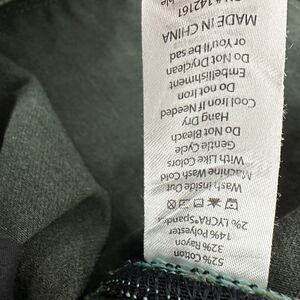 52% Cotton
32% Rayon
14% Polyester
2% LYCRA® Spandex
Wash Inside Out
Machine Wash Cold
With Like Colors
Gentle Cycle
Do Not Bleach
Hang Dry
Cool Iron if Needed
Do not Iron
Embellishment
Do Not Dryclean
or You'll be sad
MADE IN CHINA
142161